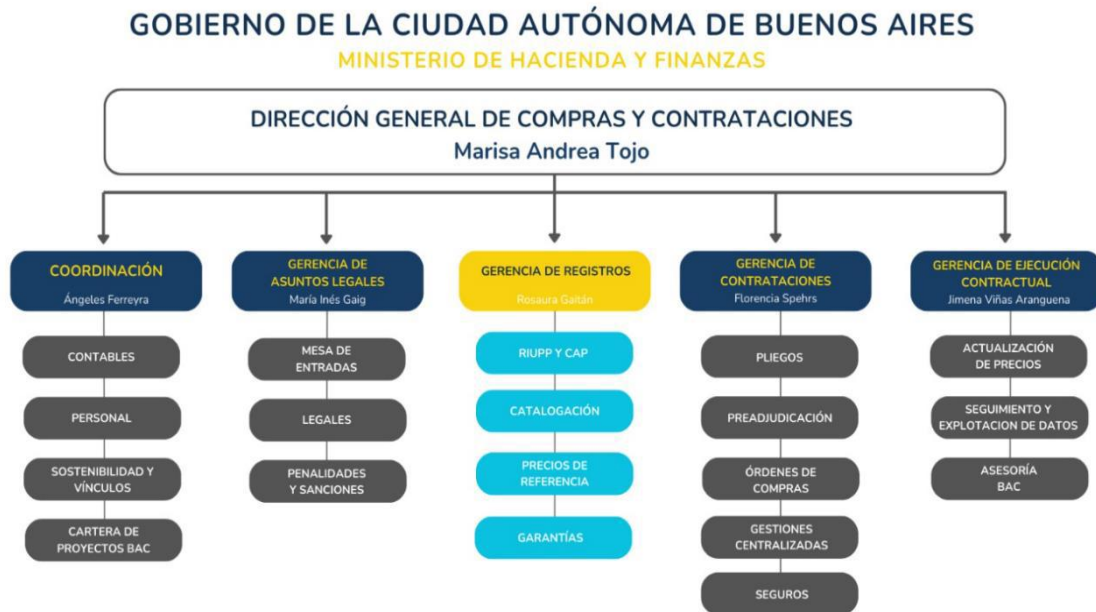 GOBIERNO DE LA CIUDAD AUTÓNOMA DE BUENOS AIRES
MINISTERIO DE HACIENDA Y FINANZAS
DIRECCIÓN GENERAL DE COMPRAS Y CONTRATACIONES
Marisa Andrea Tojo
COORDINACIÓN
Ángeles Ferreyra
CONTABLES
PERSONAL
SOSTENIBILIDAD Y
VÍNCULOS
CARTERA DE
PROYECTOS BAC
GERENCIA DE
ASUNTOS LEGALES
María Inés Gaig
MESA DE
ENTRADAS
LEGALES
PENALIDADES
Y SANCIONES
GERENCIA DE REGISTROS
Rosaura Gaitán
RIUPP Y CAP
CATALOGACIÓN
PRECIOS DE
REFERENCIA
GARANTÍAS
GERENCIA DE
CONTRATACIONES
Florencia Spehrs
PLIEGOS
PREADJUDICACIÓN
ÓRDENES DE
COMPRAS
GESTIONES
CENTRALIZADAS
SEGUROS
GERENCIA DE EJECUCIÓN
CONTRACTUAL
Jimena Viñas Aranguena
ACTUALIZACIÓN
DE PRECIOS
SEGUIMIENTO Y
EXPLOTACION DE DATOS
ASESORÍA
BAC